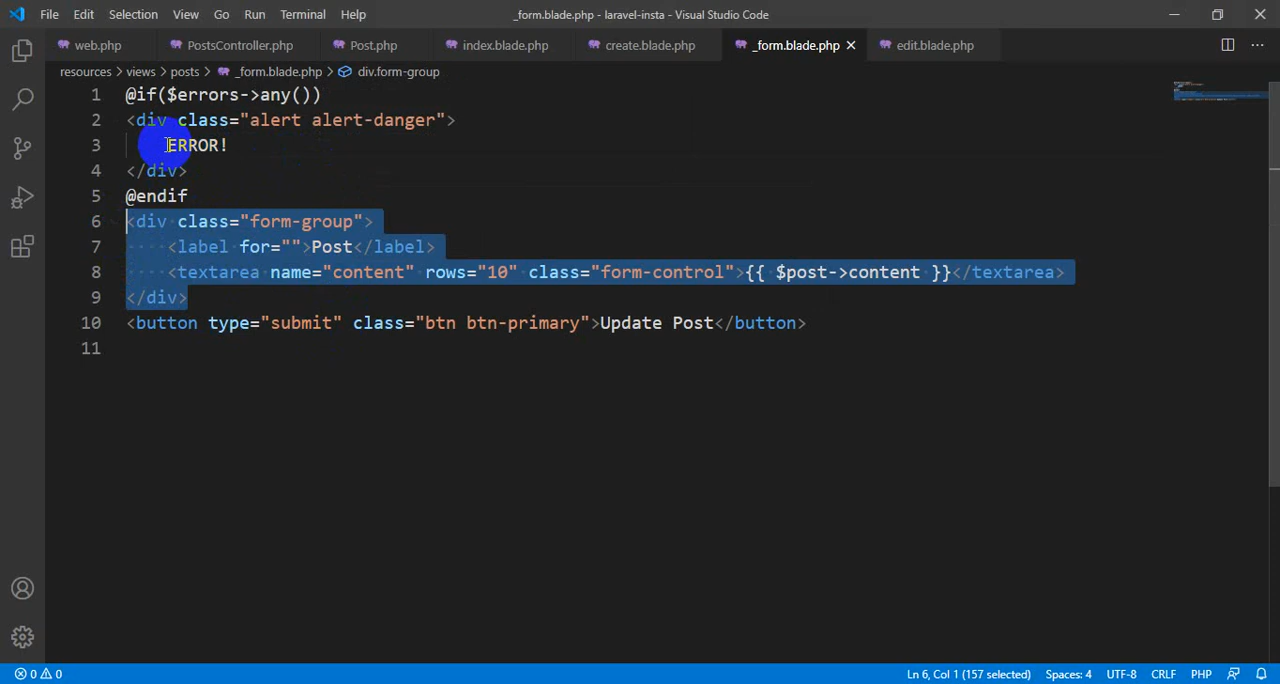 File Edit Selection View Go Run Terminal Help _form.blade.php - laravel-insta - Visual Studio Code
web.php PostsController.php Post.php index.blade.php create.blade.php _form.blade.php edit.blade.php
resources > views > posts > _form.blade.php > div.form-group
1 @if($errors->any())
2 <div class="alert alert-danger">
3 ERROR!
4 </div>
5 @endif
6 <div class="form-group">
7 <label for="">Post</label>
8 <textarea name="content" rows="10" class="form-control">{{ $post->content }}</textarea>
9 </div>
10 <button type="submit" class="btn btn-primary">Update Post</button>
11
0 0 Ln 6, Col 1 (157 selected) Spaces: 4 UTF-8 CRLF PHP